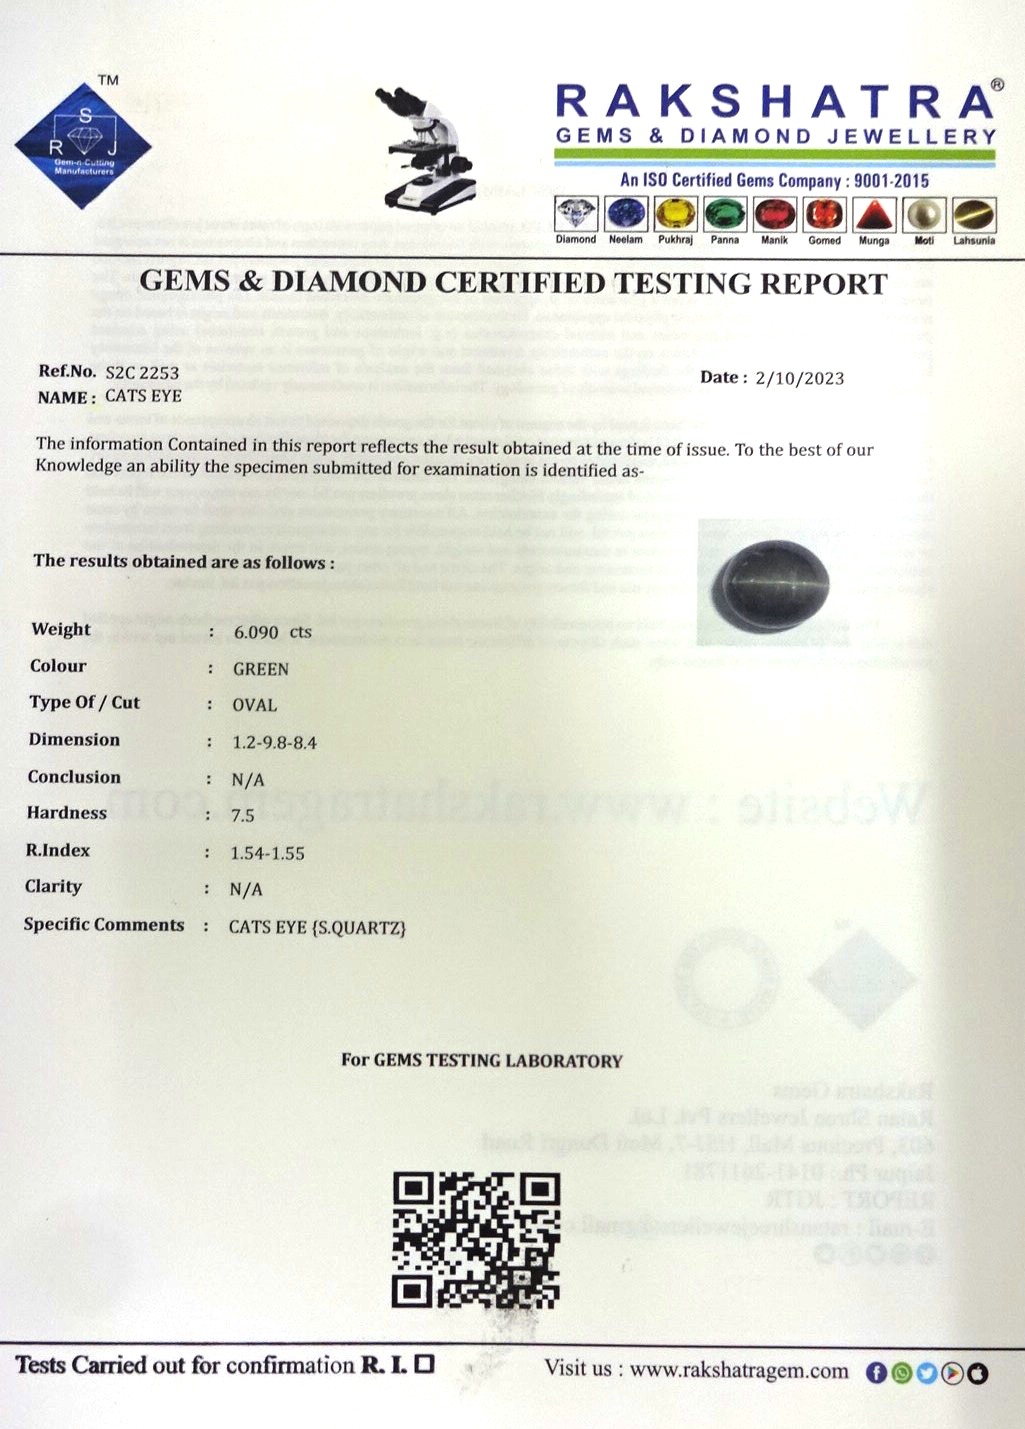 TM
S
R J
Gem-n-Cutting
Manufacturers
RAKSHATRA®
GEMS & DIAMOND JEWELLERY
An ISO Certified Gems Company : 9001-2015
Diamond Neelam Pukhraj Panna Manik Gomed Munga Moti Lahsunia
GEMS & DIAMOND CERTIFIED TESTING REPORT
Ref.No. S2C 2253
Date : 2/10/2023
NAME : CATS EYE
The information Contained in this report reflects the result obtained at the time of issue. To the best of our
Knowledge an ability the specimen submitted for examination is identified as-
The results obtained are as follows :
Weight : 6.090 cts
Colour : GREEN
Type Of / Cut : OVAL
Dimension : 1.2-9.8-8.4
Conclusion : N/A
Hardness : 7.5
R.Index : 1.54-1.55
Clarity : N/A
Specific Comments : CATS EYE {S.QUARTZ}
For GEMS TESTING LABORATORY
Tests Carried out for confirmation R. I. ☐
Visit us : www.rakshatragem.com